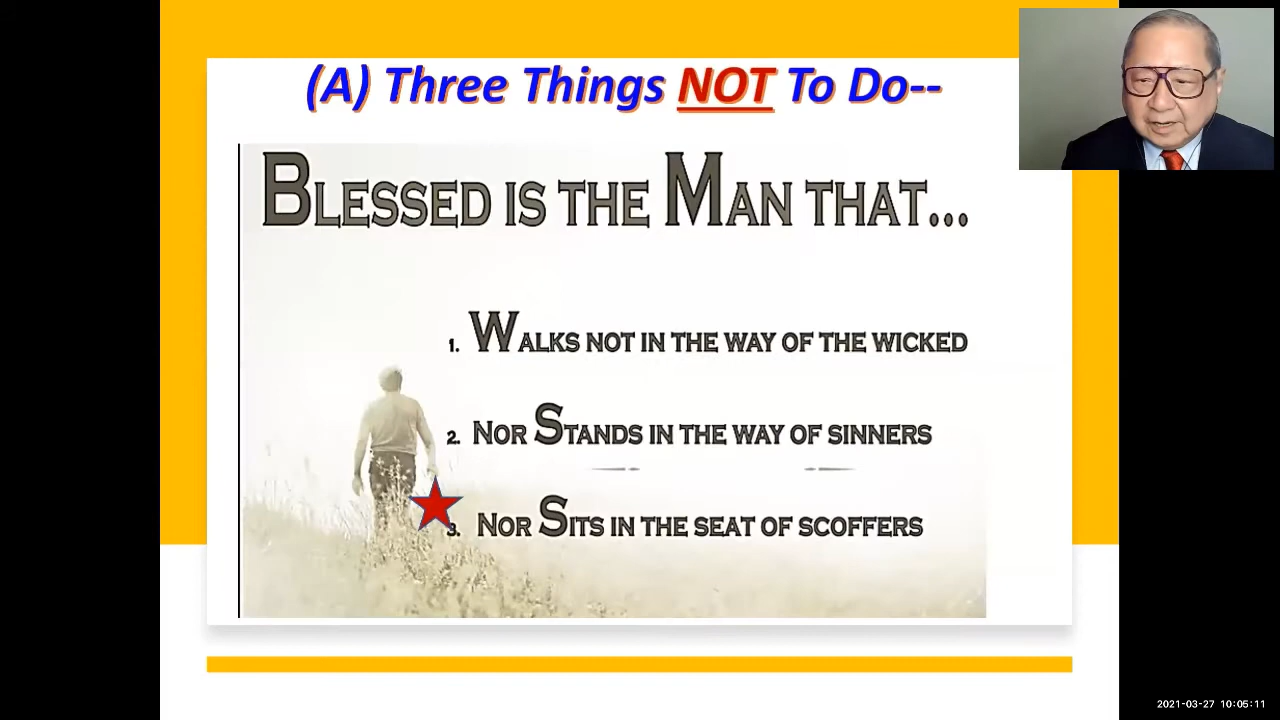 (A) Three Things NOT To Do--
BLESSED IS THE MAN THAT...
1. WALKS NOT IN THE WAY OF THE WICKED
2. NOR STANDS IN THE WAY OF SINNERS
3. NOR SITS IN THE SEAT OF SCOFFERS
2021-03-27 10:05:11